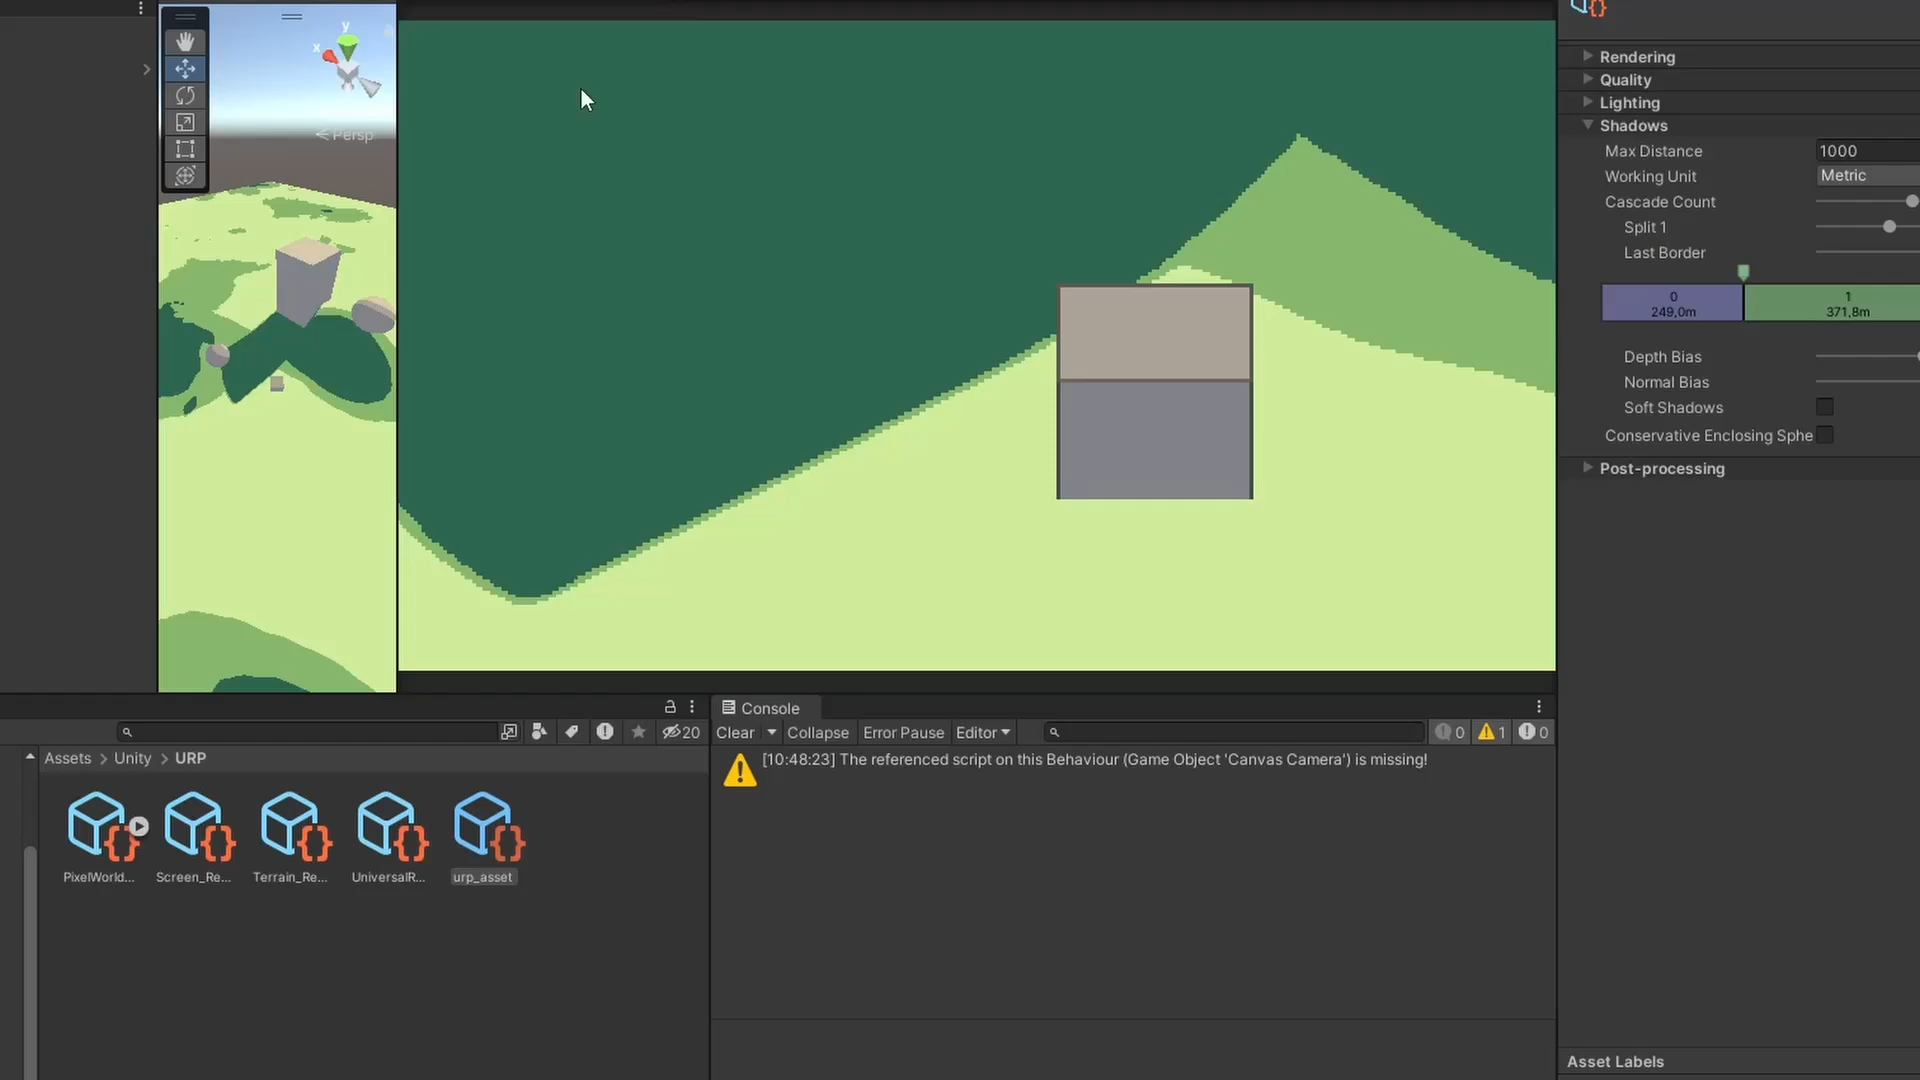 y
x
Persp
Rendering
Quality
Lighting
Shadows
Max Distance 1000
Working Unit Metric
Cascade Count
Split 1
Last Border
0 1
249,0m 371,8m
Depth Bias
Normal Bias
Soft Shadows
Conservative Enclosing Sphe
Post-processing
Asset Labels
20
Assets > Unity > URP
PixelWorld... Screen_Re... Terrain_Re... UniversalR... urp_asset
Console
Clear Collapse Error Pause Editor 0 1 0
[10:48:23] The referenced script on this Behaviour (Game Object 'Canvas Camera') is missing!